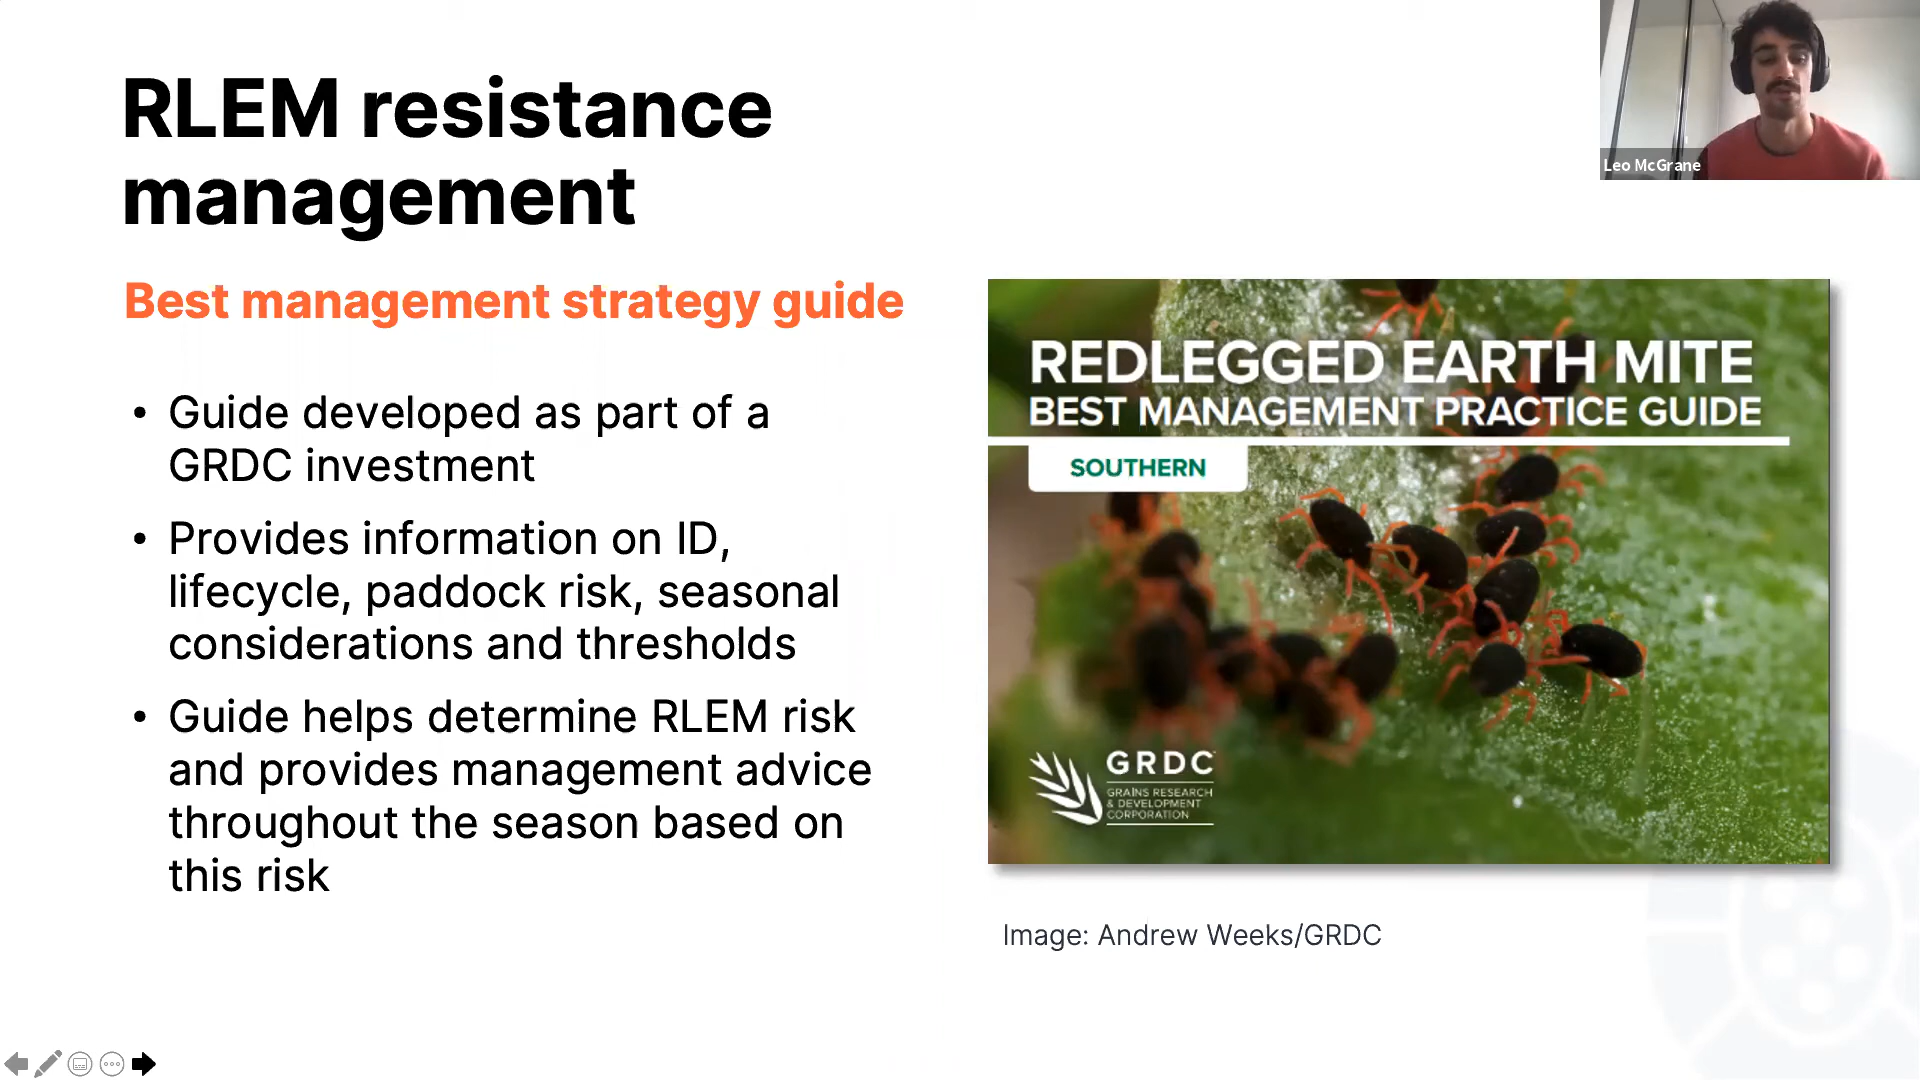 RLEM resistance
management
Best management strategy guide
• Guide developed as part of a
GRDC investment
• Provides information on ID,
lifecycle, paddock risk, seasonal
considerations and thresholds
• Guide helps determine RLEM risk
and provides management advice
throughout the season based on
this risk
Leo McGrane
REDLEGGED EARTH MITE
BEST MANAGEMENT PRACTICE GUIDE
SOUTHERN
GRDC
GRAINS RESEARCH
& DEVELOPMENT
CORPORATION
Image: Andrew Weeks/GRDC